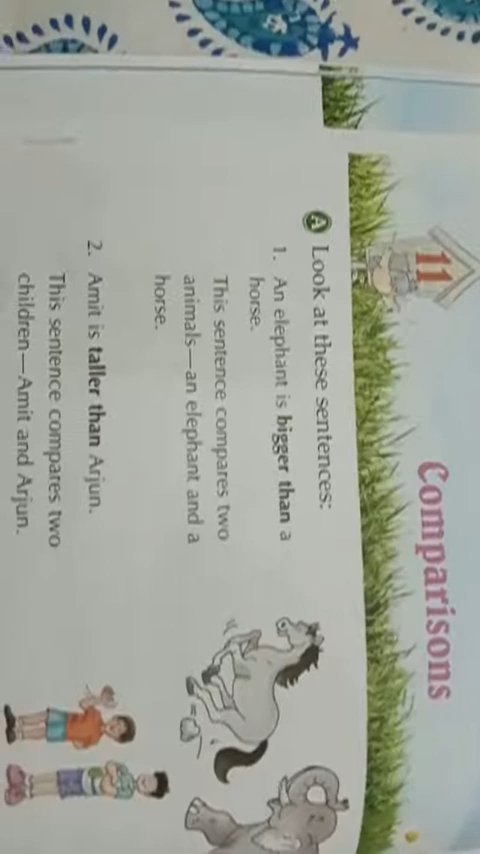 11
Comparisons
A Look at these sentences:
1. An elephant is bigger than a
horse.
This sentence compares two
animals—an elephant and a
horse.
2. Amit is taller than Arjun.
This sentence compares two
children—Amit and Arjun.